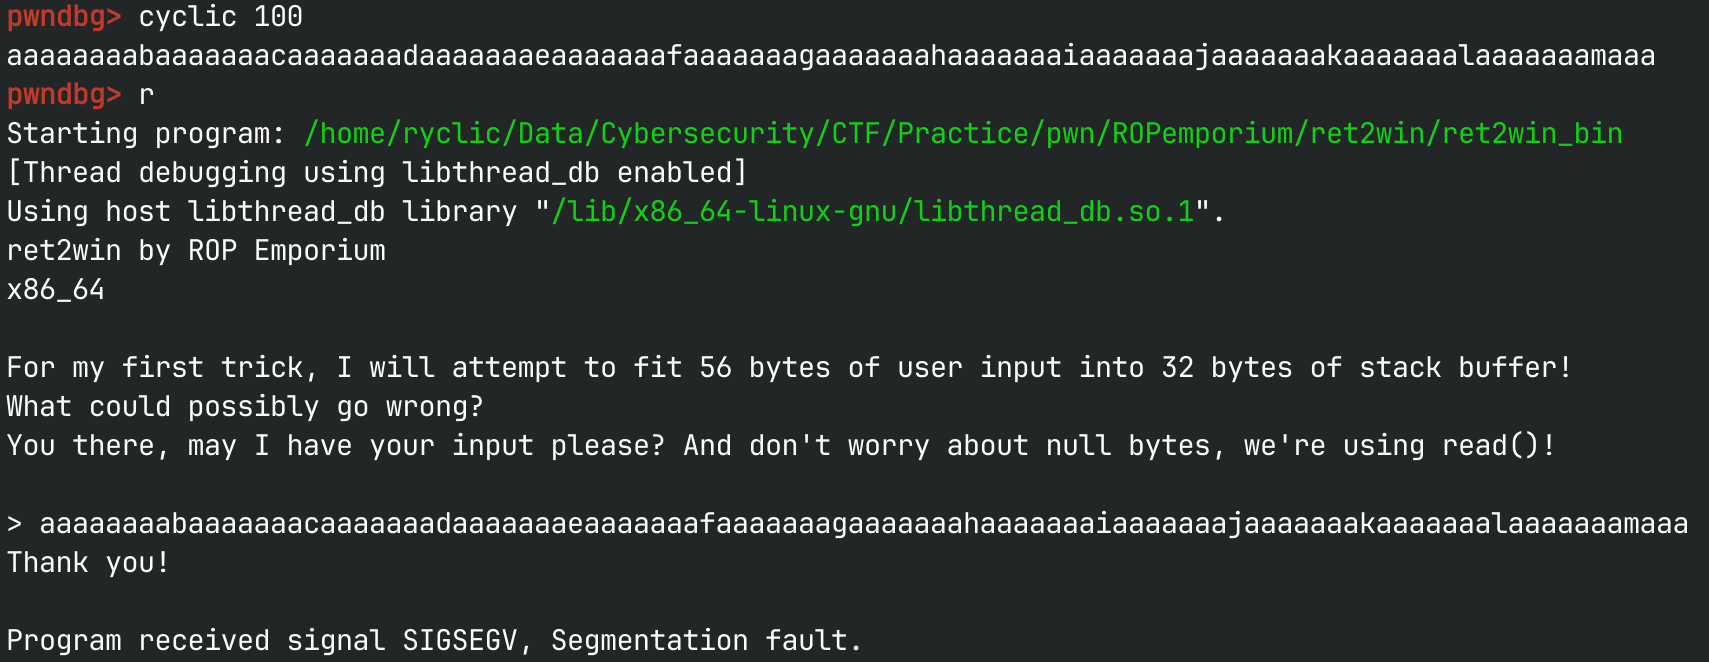 pwndbg> cyclic 100
aaaaaaaabaaaaaaacaaaaaaadaaaaaaaeaaaaaaafaaaaaaagaaaaaaahaaaaaaaiaaaaaaajaaaaaaakaaaaaaalaaaaaaamaaa
pwndbg> r
Starting program: /home/ryclic/Data/Cybersecurity/CTF/Practice/pwn/ROPemporium/ret2win/ret2win_bin
[Thread debugging using libthread_db enabled]
Using host libthread_db library "/lib/x86_64-linux-gnu/libthread_db.so.1".
ret2win by ROP Emporium
x86_64
For my first trick, I will attempt to fit 56 bytes of user input into 32 bytes of stack buffer!
What could possibly go wrong?
You there, may I have your input please? And don't worry about null bytes, we're using read()!
> aaaaaaaabaaaaaaacaaaaaaadaaaaaaaeaaaaaaafaaaaaaagaaaaaaahaaaaaaaiaaaaaaajaaaaaaakaaaaaaalaaaaaaamaaa
Thank you!
Program received signal SIGSEGV, Segmentation fault.